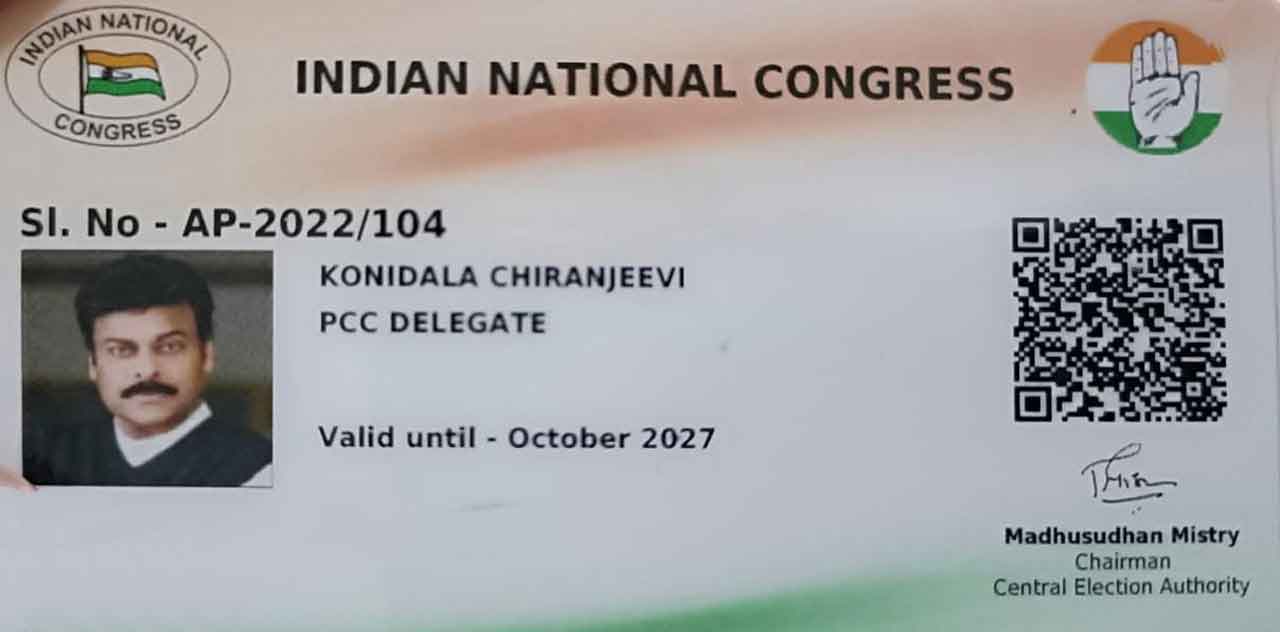 INDIAN NATIONAL
CONGRESS
INDIAN NATIONAL CONGRESS
Sl. No - AP-2022/104
KONIDALA CHIRANJEEVI
PCC DELEGATE
Valid until - October 2027
Madhusudhan Mistry
Chairman
Central Election Authority